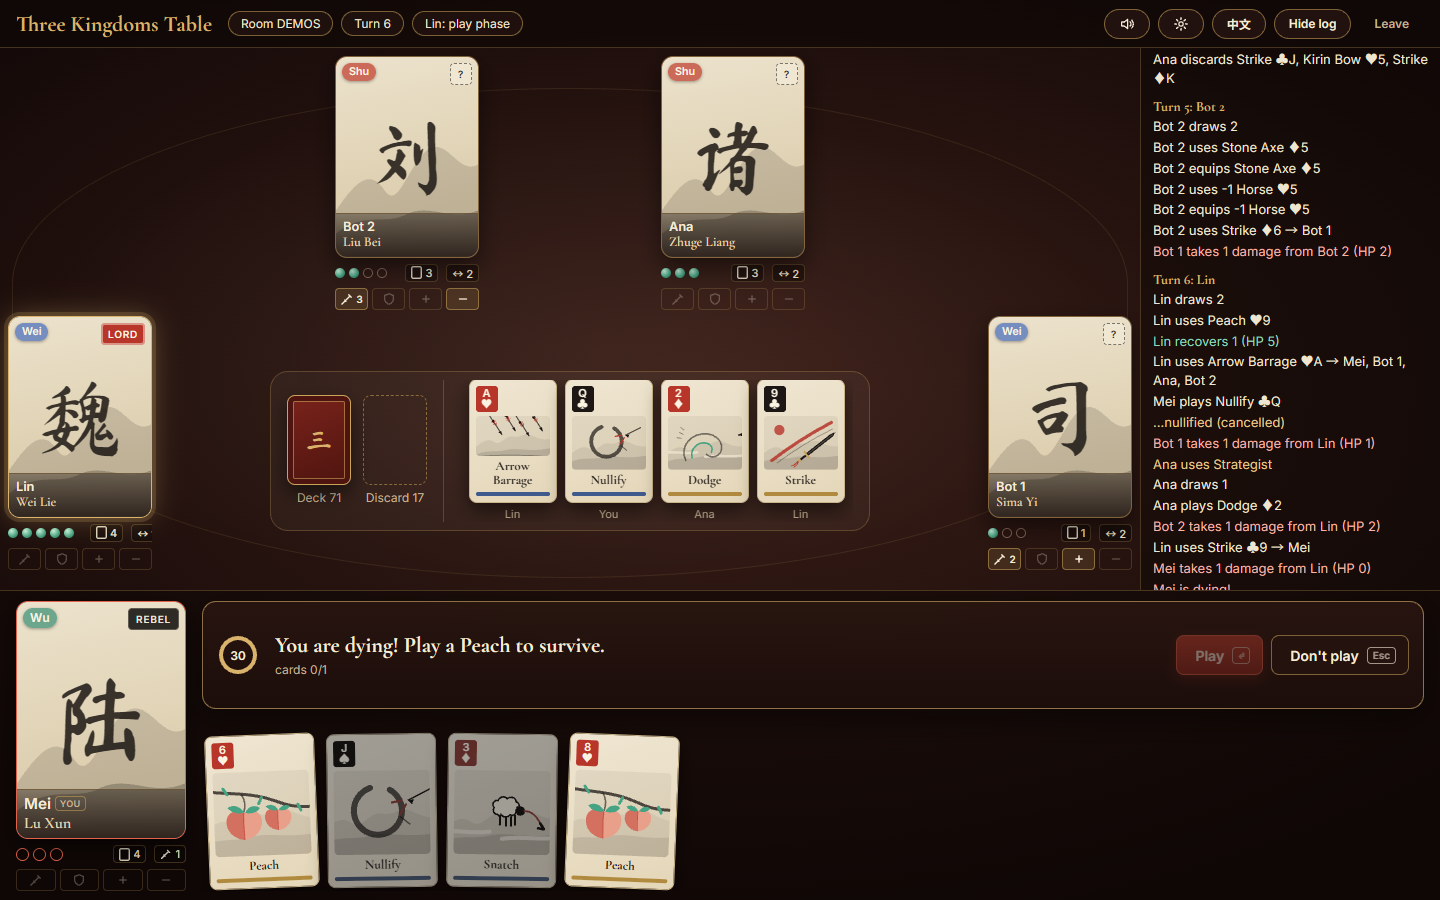 Three Kingdoms Table
Room DEMOS
Turn 6
Lin: play phase
中文
Hide log
Leave
Shu
?
刘
Bot 2
Liu Bei
3
↔ 2
3
Shu
?
诸
Ana
Zhuge Liang
3
↔ 2
Wei
LORD
魏
Lin
Wei Lie
4
↔
三
Deck 71
Discard 17
A♥
Arrow
Barrage
Lin
Q♣
Nullify
You
2♦
Dodge
Ana
9♣
Strike
Lin
Wei
?
司
Bot 1
Sima Yi
1
↔ 2
2
Ana discards Strike ♣J, Kirin Bow ♥5, Strike
♦K
Turn 5: Bot 2
Bot 2 draws 2
Bot 2 uses Stone Axe ♦5
Bot 2 equips Stone Axe ♦5
Bot 2 uses -1 Horse ♥5
Bot 2 equips -1 Horse ♥5
Bot 2 uses Strike ♦6 → Bot 1
Bot 1 takes 1 damage from Bot 2 (HP 2)
Turn 6: Lin
Lin draws 2
Lin uses Peach ♥9
Lin recovers 1 (HP 5)
Lin uses Arrow Barrage ♥A → Mei, Bot 1,
Ana, Bot 2
Mei plays Nullify ♣Q
...nullified (cancelled)
Bot 1 takes 1 damage from Lin (HP 1)
Ana uses Strategist
Ana draws 1
Ana plays Dodge ♦2
Bot 2 takes 1 damage from Lin (HP 2)
Lin uses Strike ♣9 → Mei
Mei takes 1 damage from Lin (HP 0)
Mei is dying!
Wu
REBEL
陆
Mei YOU
Lu Xun
4
1
30
You are dying! Play a Peach to survive.
cards 0/1
Play
Don't play Esc
6♥
Peach
J♠
Nullify
3♦
Snatch
8♥
Peach